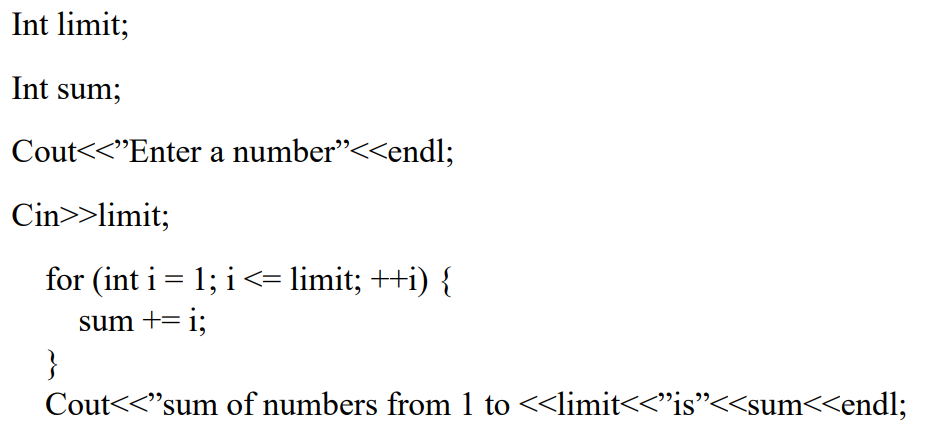 Int limit;
Int sum;
Cout<<”Enter a number”<<endl;
Cin>>limit;
for (int i = 1; i <= limit; ++i) {
sum += i;
}
Cout<<”sum of numbers from 1 to <<limit<<”is”<<sum<<endl;